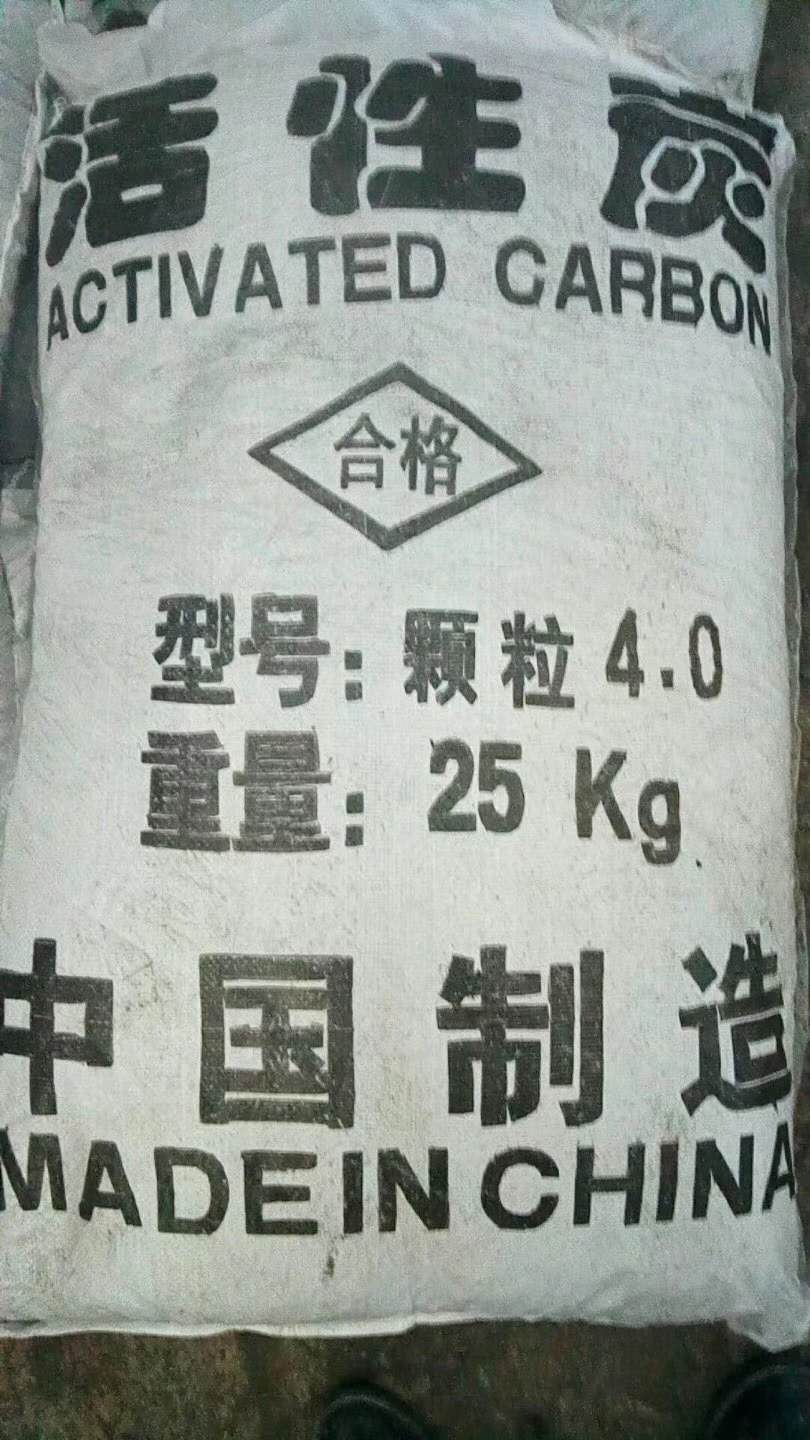 活性炭
ACTIVATED CARBON
合格
型号：颗粒4.0
重量：25 Kg
中国制造
MADE IN CHINA